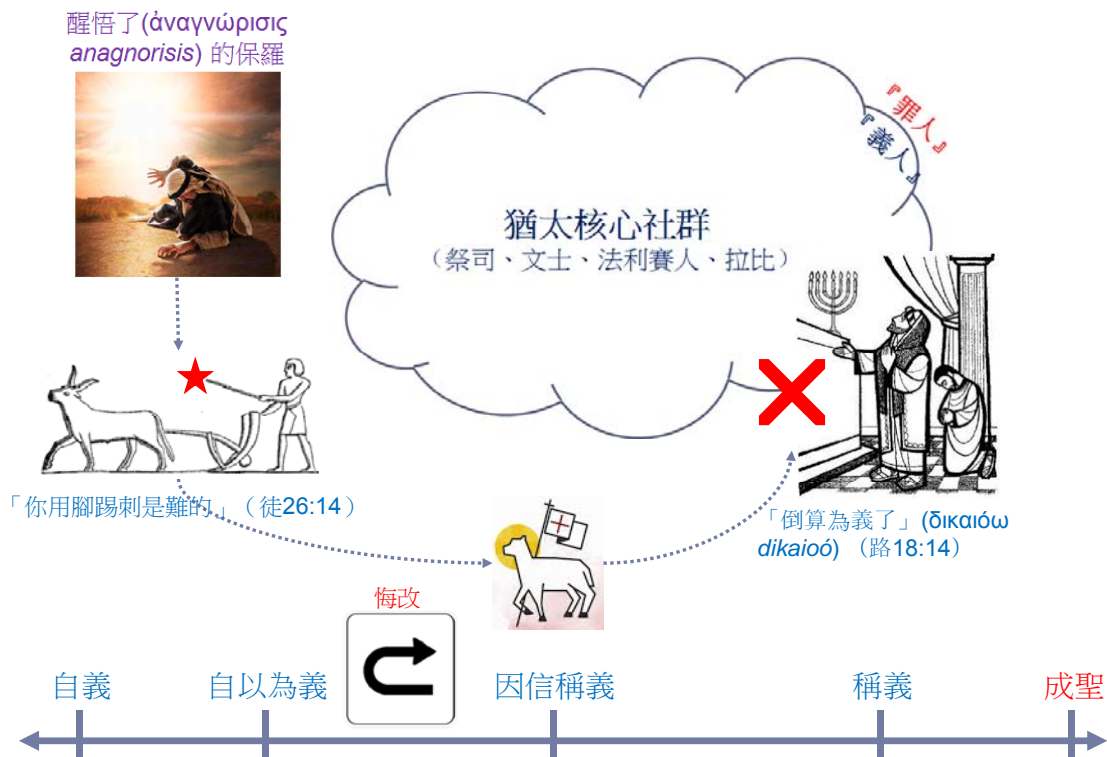 醒悟了(ἀναγνώρισις
anagnorisis) 的保羅
『罪人』
『義人』
猶太核心社群
（祭司、文士、法利賽人、拉比）
「你用腳踢刺是難的」（徒26:14）
「倒算為義了」(δικαιόω
dikaioó) （路18:14）
悔改
自義
自以為義
因信稱義
稱義
成聖